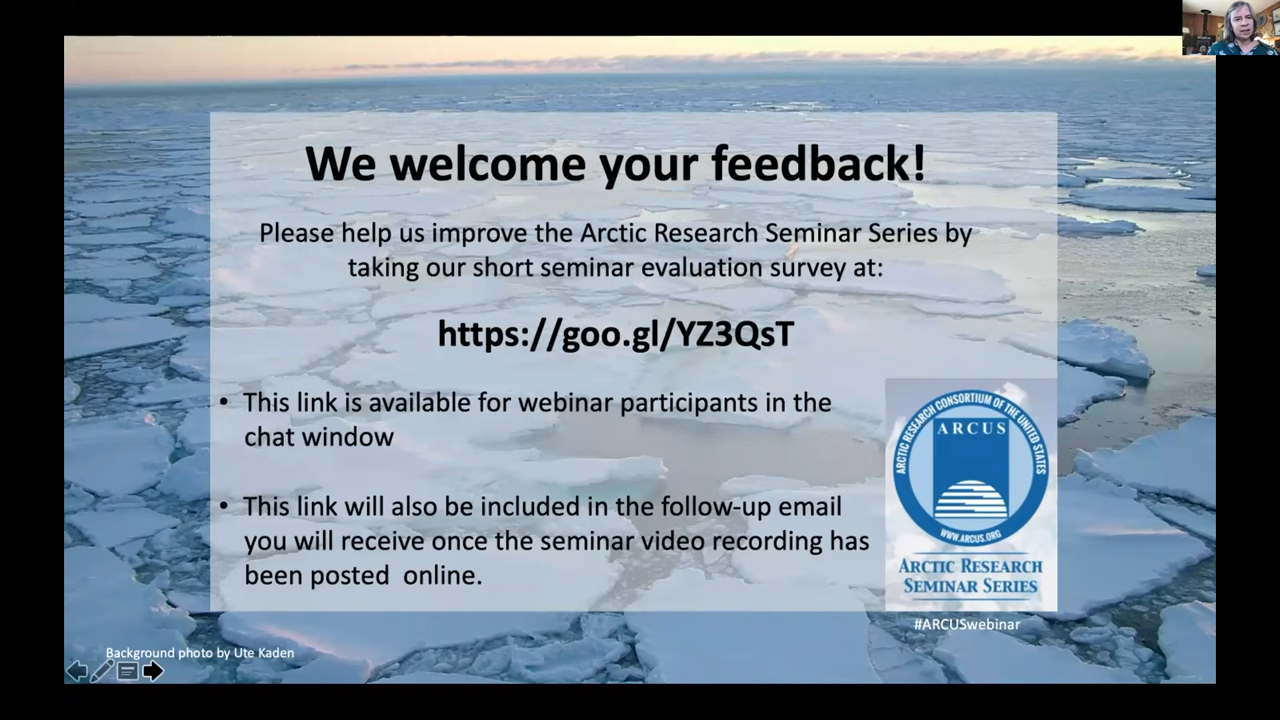 We welcome your feedback!
Please help us improve the Arctic Research Seminar Series by
taking our short seminar evaluation survey at:
https://goo.gl/YZ3QsT
• This link is available for webinar participants in the
chat window
• This link will also be included in the follow-up email
you will receive once the seminar video recording has
been posted  online.
ARCTIC RESEARCH CONSORTIUM OF THE UNITED STATES
ARCUS
WWW.ARCUS.ORG
ARCTIC RESEARCH
SEMINAR SERIES
#ARCUSwebinar
Background photo by Ute Kaden